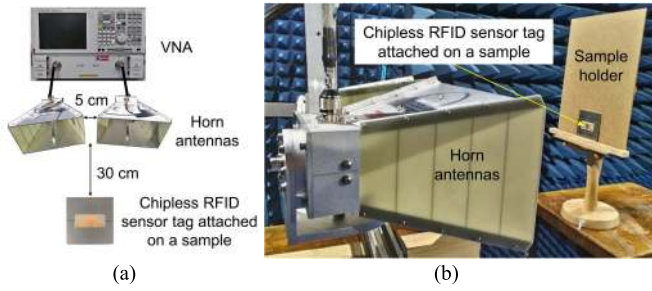 VNA
5 cm
Horn
antennas
30 cm
Chipless RFID
sensor tag attached
on a sample
(a)
Chipless RFID sensor tag
attached on a sample
Sample
holder
Horn
antennas
(b)